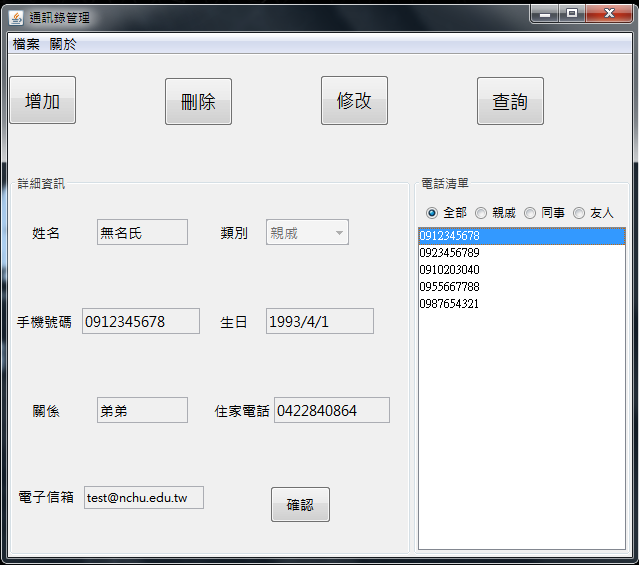 通訊錄管理
檔案 關於
增加 刪除 修改 查詢
詳細資訊
姓名 無名氏 類別 親戚
手機號碼 0912345678 生日 1993/4/1
關係 弟弟 住家電話 0422840864
電子信箱 test@nchu.edu.tw 確認
電話清單
全部 親戚 同事 友人
0912345678
0923456789
0910203040
0955667788
0987654321